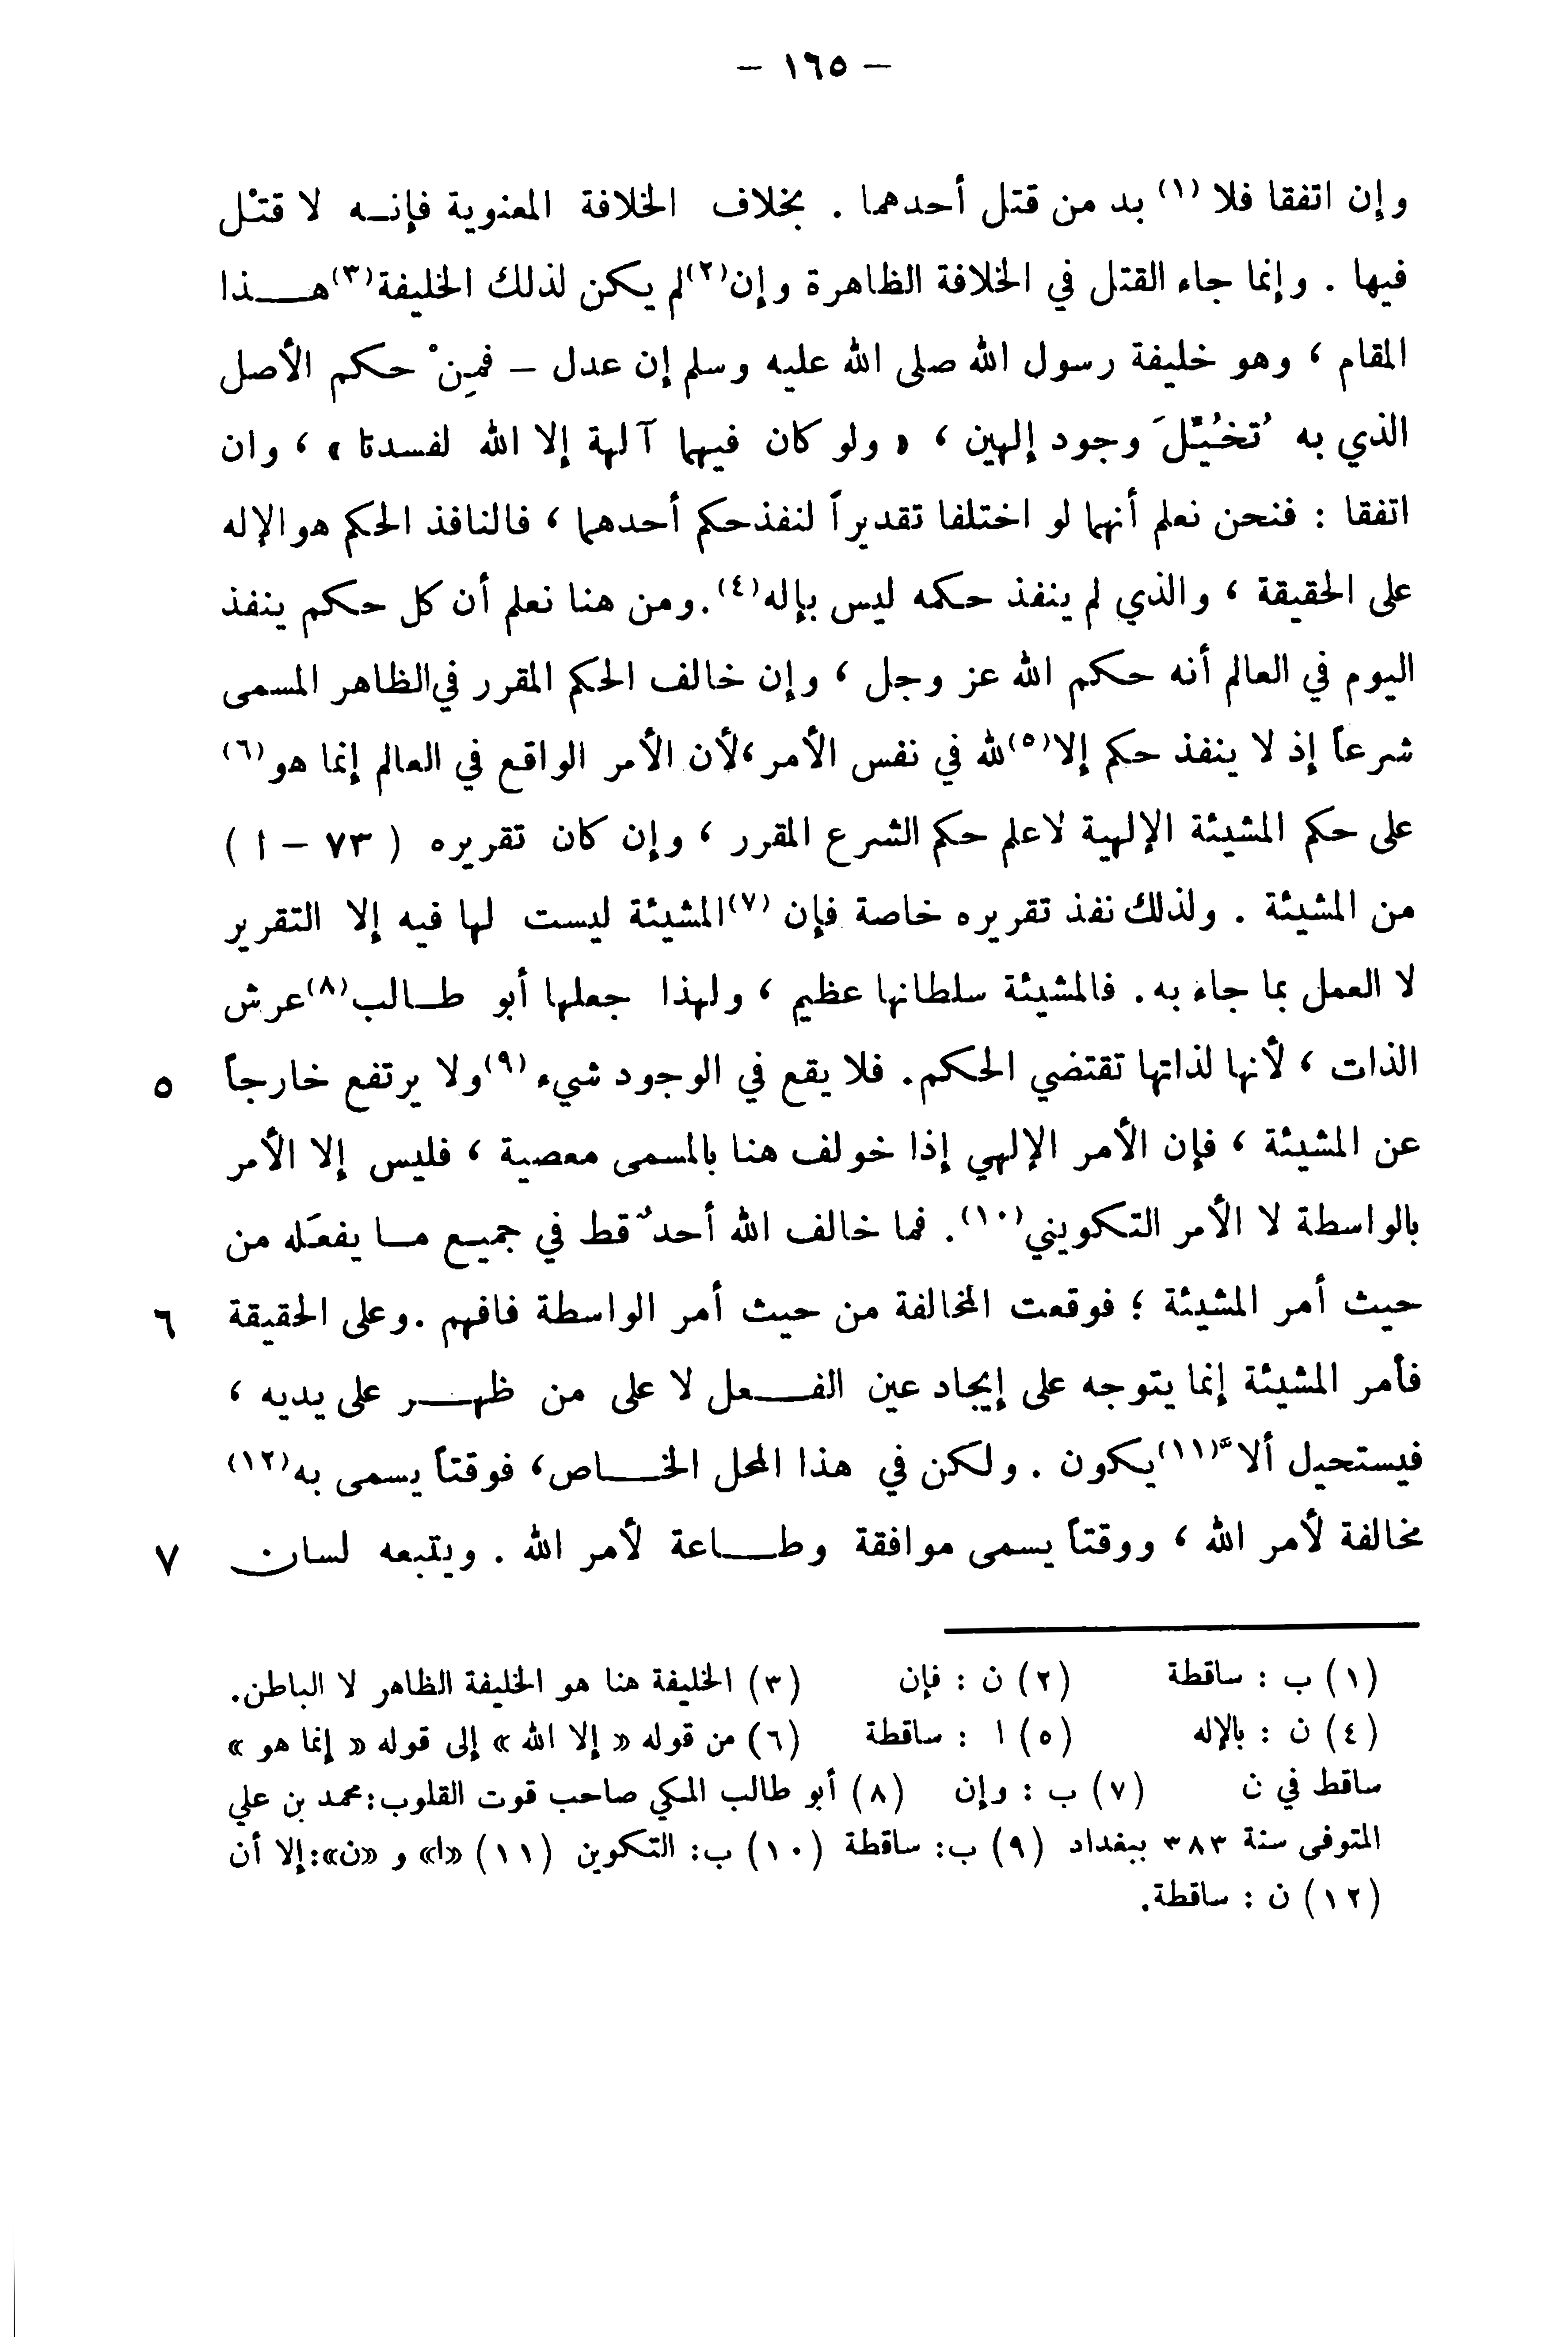 – ١٦٥ –
وإن اتفقا فلا (١) بد من قتل أحدهما . بخلاف الخلافة المعنوية فإنه لا قتْل
فيها . وإنما جاء القتل في الخلافة الظاهرة وإن(٢)لم يكن لذلك الخليفة(٣)هذا
المقام ، وهو خليفة رسول الله صلى الله عليه وسلم إن عدل – فمِنْ حكم الأصل
الذي به تُخُيِّلَ وجود إلهين ، « ولو كان فيهما آلهة إلا الله لفسدتا » ، وان
اتفقا : فنحن نعلم أنهما لو اختلفا تقديراً لنفذحكم أحدهما ، فالنافذ الحكم هو الإله
على الحقيقة ، والذي لم ينفذ حكمه ليس بإله(٤). ومن هنا نعلم أن كل حكم ينفذ
اليوم في العالم أنه حكم الله عز وجل ، وإن خالف الحكم المقرر في الظاهر المسمى
شرعاً إذ لا ينفذ حكم إلا(٥)لله في نفس الأمر ،لأن الأمر الواقع في العالم إنما هو(٦)
على حكم المشيئة الإلهية لاعلم حكم الشرع المقرر ، وإن كان تقريره ( ٧٣ – ا )
من المشيئة . ولذلك نفذ تقريره خاصة فإن (٧)المشيئة ليست لها فيه إلا التقرير
لا العمل بما جاء به . فالمشيئة سلطانها عظيم ، ولهذا جعلها أبو طالب(٨)عرش
الذات ، لأنها لذاتها تقتضي الحكم. فلا يقع في الوجود شيء (٩)ولا يرتفع خارجاً ٥
عن المشيئة ، فإن الأمر الإلهي إذا خولف هنا بالمسمى معصية ، فليس إلا الأمر
بالواسطة لا الأمر التكويني(١٠). فما خالف الله أحدٌ قط في جميع ما يفعَله من
حيث أمر المشيئة ؛ فوقعت المخالفة من حيث أمر الواسطة فافهم .وعلى الحقيقة ٦
فأمر المشيئة إنما يتوجه على إيجاد عين الفعل لا على من ظهر على يديه ،
فيستحيل ألاَّ(١١)يكون . ولكن في هذا المحل الخاص، فوقتاً يسمى به(١٢)
مخالفة لأمر الله ، ووقتاً يسمى موافقة وطاعة لأمر الله . ويتبعه لسان ٧
(١) ب : ساقطة (٢) ن : فإن (٣) الخليفة هنا هو الخليفة الظاهر لا الباطن.
(٤) ن : بالإله (٥) ا : ساقطة (٦) من قوله « إلا الله » إلى قوله « إنما هو »
ساقط في ن (٧) ب : وإن (٨) أبو طالب المكي صاحب قوت القلوب:محمد بن علي
المتوفى سنة ٣٨٣ ببغداد (٩) ب: ساقطة (١٠) ب: التكوين (١١) «ا» و «ن»:إلا أن
(١٢) ن : ساقطة.